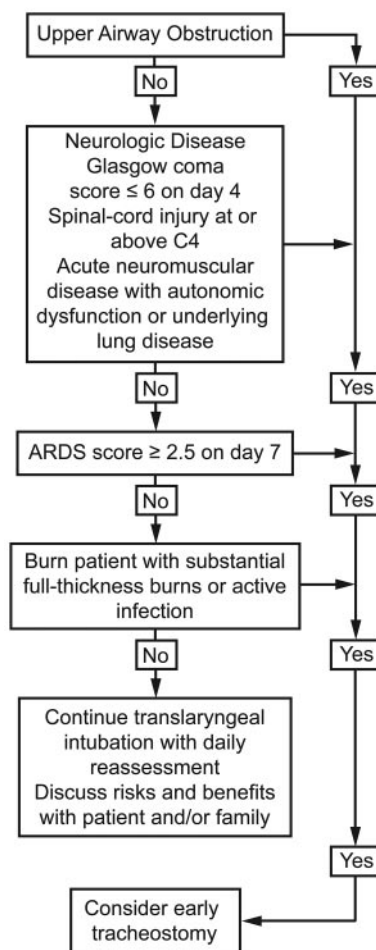 Upper Airway Obstruction
No
Yes
Neurologic Disease
Glasgow coma
score ≤ 6 on day 4
Spinal-cord injury at or
above C4
Acute neuromuscular
disease with autonomic
dysfunction or underlying
lung disease
No
Yes
ARDS score ≥ 2.5 on day 7
No
Yes
Burn patient with substantial
full-thickness burns or active
infection
No
Yes
Continue translaryngeal
intubation with daily
reassessment
Discuss risks and benefits
with patient and/or family
Yes
Consider early
tracheostomy